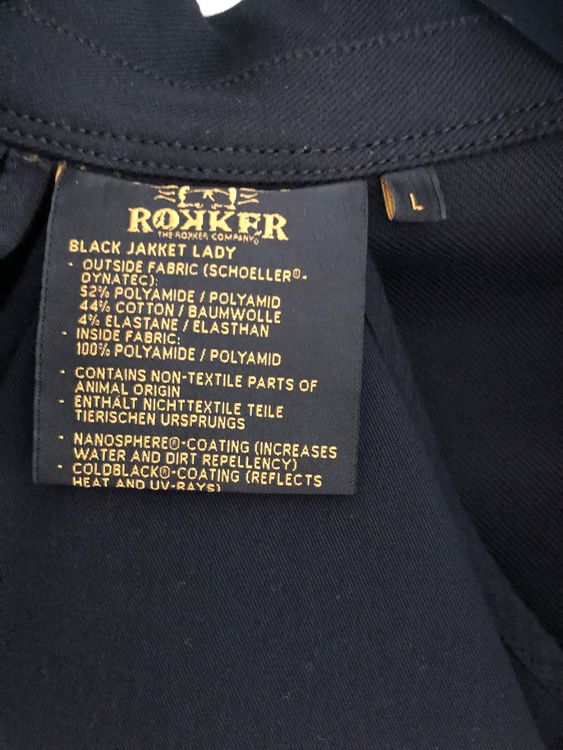 ROKKER
THE ROKKER COMPANY
L
BLACK JAKKET LADY
- OUTSIDE FABRIC (SCHOELLER®-
DYNATEC):
52% POLYAMIDE / POLYAMID
44% COTTON / BAUMWOLLE
4% ELASTANE / ELASTHAN
- INSIDE FABRIC:
100% POLYAMIDE / POLYAMID
- CONTAINS NON-TEXTILE PARTS OF
ANIMAL ORIGIN
- ENTHÄLT NICHTTEXTILE TEILE
TIERISCHEN URSPRUNGS
- NANOSPHERE®-COATING (INCREASES
WATER AND DIRT REPELLENCY)
- COLDBLACK®-COATING (REFLECTS
HEAT AND UV-RAYS)